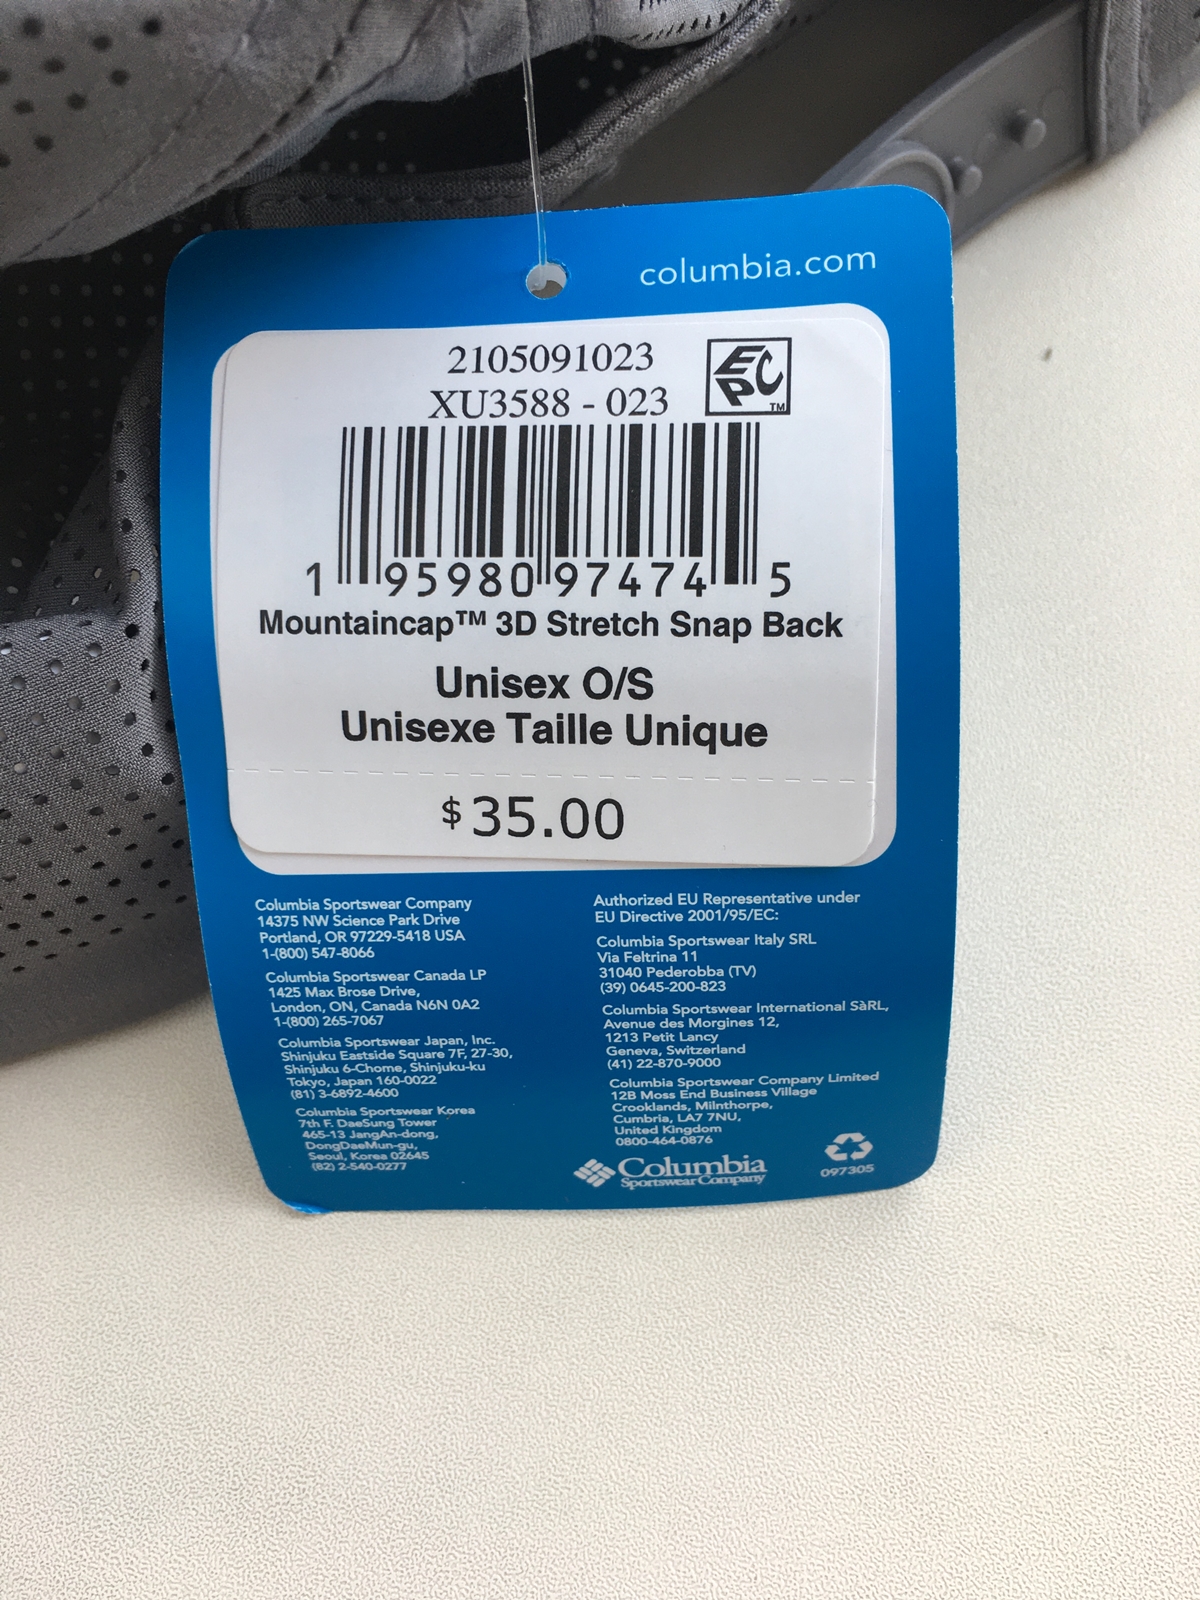 columbia.com
2105091023
XU3588 - 023
EPC
TM
1 95980 97474 5
Mountaincap™ 3D Stretch Snap Back
Unisex O/S
Unisexe Taille Unique
$35.00
Columbia Sportswear Company
14375 NW Science Park Drive
Portland, OR 97229-5418 USA
1-(800) 547-8066
Columbia Sportswear Canada LP
1425 Max Brose Drive,
London, ON, Canada N6N 0A2
1-(800) 265-7067
Columbia Sportswear Japan, Inc.
Shinjuku Eastside Square 7F, 27-30,
Shinjuku 6-Chome, Shinjuku-ku
Tokyo, Japan 160-0022
(81) 3-6892-4600
Columbia Sportswear Korea
7th F. DaeSung Tower
465-13 JangAn-dong,
DongDaeMun-gu,
Seoul, Korea 02645
(82) 2-540-0277
Authorized EU Representative under
EU Directive 2001/95/EC:
Columbia Sportswear Italy SRL
Via Feltrina 11
31040 Pederobba (TV)
(39) 0645-200-823
Columbia Sportswear International SàRL,
Avenue des Morgines 12,
1213 Petit Lancy
Geneva, Switzerland
(41) 22-870-9000
Columbia Sportswear Company Limited
12B Moss End Business Village
Crooklands, Milnthorpe,
Cumbria, LA7 7NU,
United Kingdom
0800-464-0876
Columbia
Sportswear Company
097305